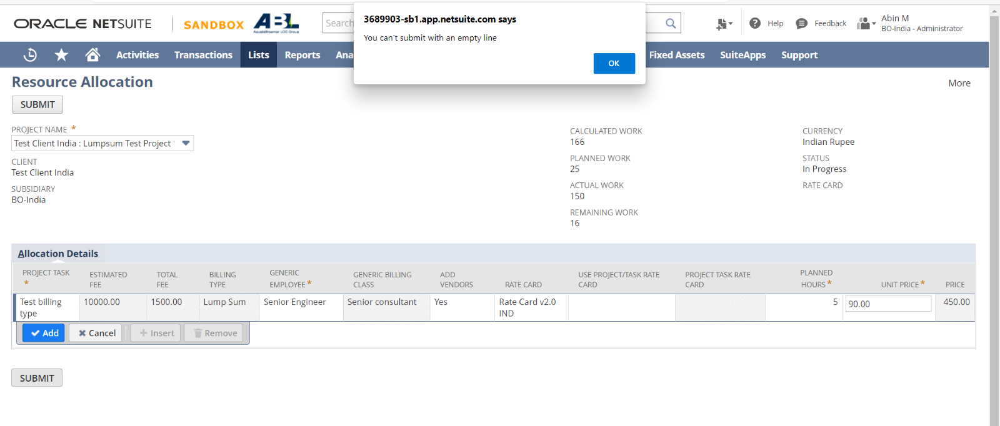 3689903-sb1.app.netsuite.com says
You can't submit with an empty line
OK
ORACLE NETSUITE
SANDBOX
ABL
Search
Help
Feedback
Abin M
BO-India - Administrator
Activities
Transactions
Lists
Reports
Ana
Fixed Assets
SuiteApps
Support
Resource Allocation
More
SUBMIT
PROJECT NAME *
Test Client India : Lumpsum Test Project
CLIENT
Test Client India
SUBSIDIARY
BO-India
CALCULATED WORK
166
PLANNED WORK
25
ACTUAL WORK
150
REMAINING WORK
16
CURRENCY
Indian Rupee
STATUS
In Progress
RATE CARD
Allocation Details
PROJECT TASK *
ESTIMATED FEE
TOTAL FEE
BILLING TYPE
GENERIC EMPLOYEE *
GENERIC BILLING CLASS
ADD VENDORS
RATE CARD
USE PROJECT/TASK RATE CARD
PROJECT TASK RATE CARD
PLANNED HOURS *
UNIT PRICE *
PRICE
Test billing type
10000.00
1500.00
Lump Sum
Senior Engineer
Senior consultant
Yes
Rate Card v2.0 IND
5
90.00
450.00
Add
Cancel
Insert
Remove
SUBMIT